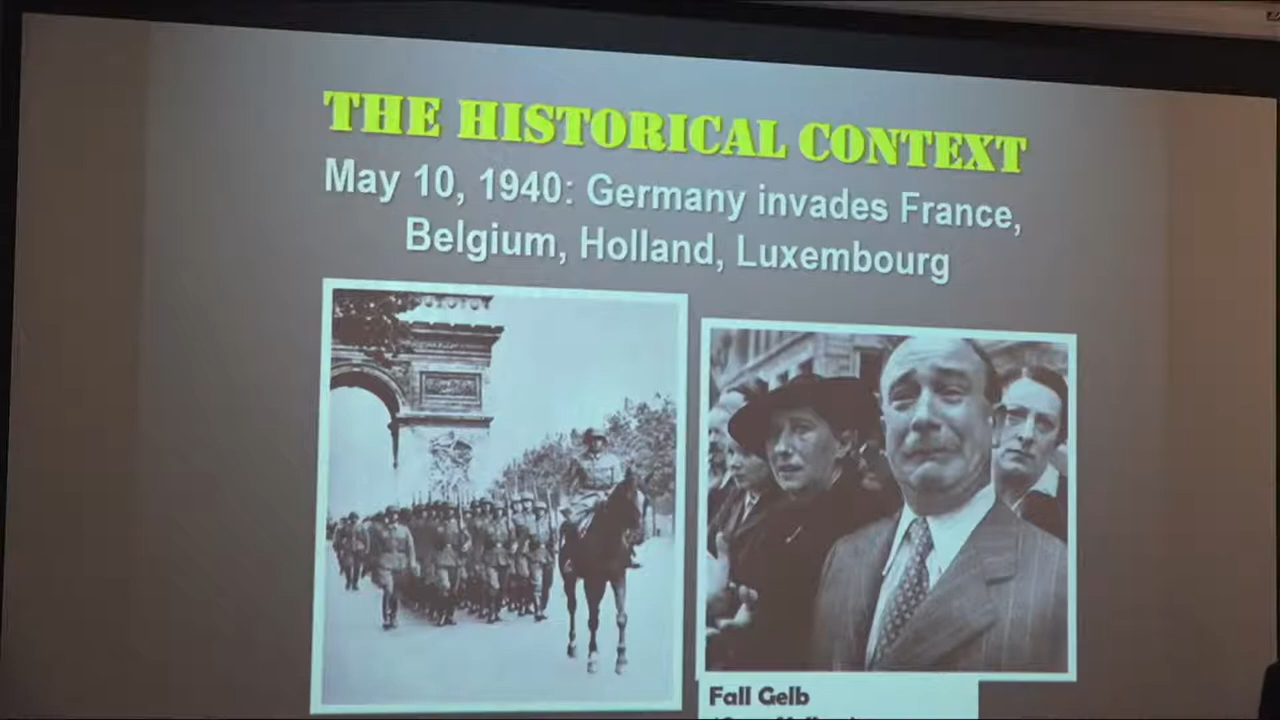 THE HISTORICAL CONTEXT
May 10, 1940: Germany invades France,
Belgium, Holland, Luxembourg
Fall Gelb